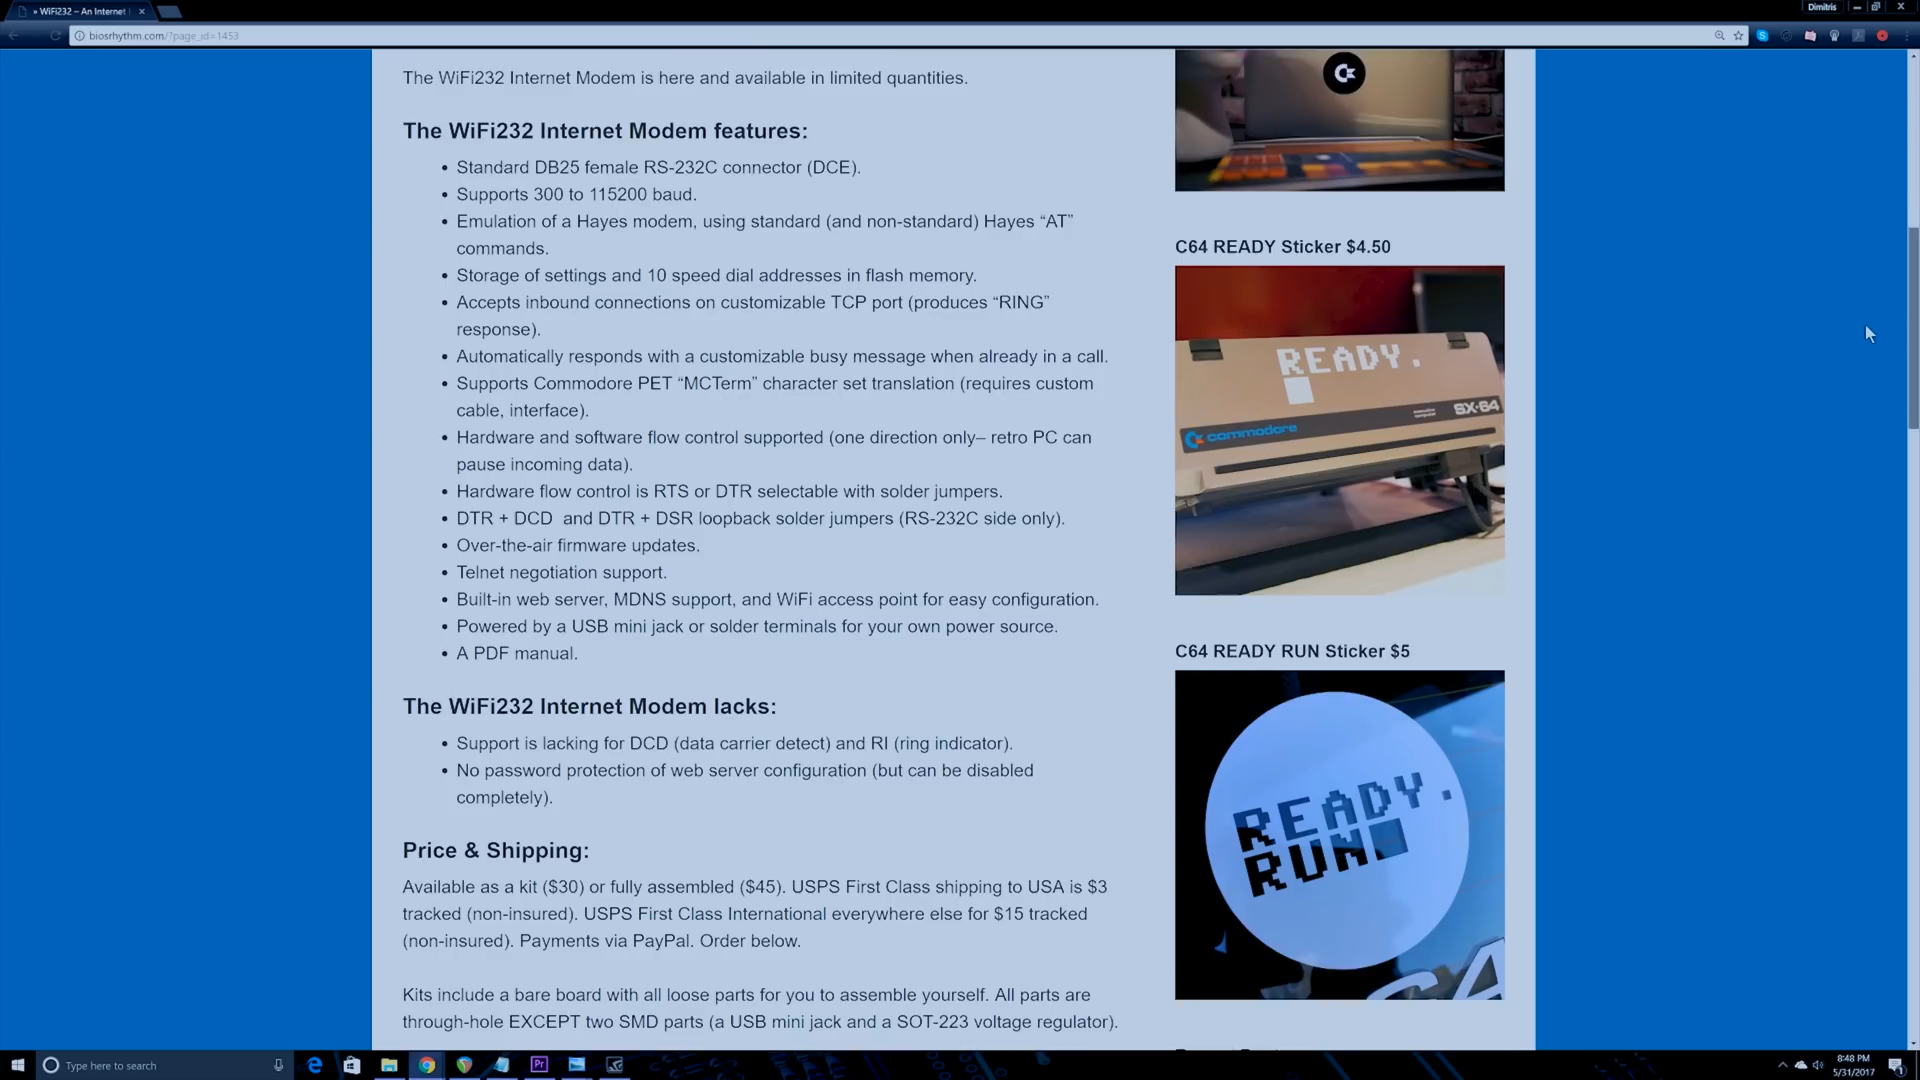 » WiFi232 – An Internet
Dimitris
biosrhythm.com/?page_id=1453
The WiFi232 Internet Modem is here and available in limited quantities.
The WiFi232 Internet Modem features:
• Standard DB25 female RS-232C connector (DCE).
• Supports 300 to 115200 baud.
• Emulation of a Hayes modem, using standard (and non-standard) Hayes “AT”
commands.
• Storage of settings and 10 speed dial addresses in flash memory.
• Accepts inbound connections on customizable TCP port (produces “RING”
response).
• Automatically responds with a customizable busy message when already in a call.
• Supports Commodore PET “MCTerm” character set translation (requires custom
cable, interface).
• Hardware and software flow control supported (one direction only– retro PC can
pause incoming data).
• Hardware flow control is RTS or DTR selectable with solder jumpers.
• DTR + DCD and DTR + DSR loopback solder jumpers (RS-232C side only).
• Over-the-air firmware updates.
• Telnet negotiation support.
• Built-in web server, MDNS support, and WiFi access point for easy configuration.
• Powered by a USB mini jack or solder terminals for your own power source.
• A PDF manual.
The WiFi232 Internet Modem lacks:
• Support is lacking for DCD (data carrier detect) and RI (ring indicator).
• No password protection of web server configuration (but can be disabled
completely).
Price & Shipping:
Available as a kit ($30) or fully assembled ($45). USPS First Class shipping to USA is $3
tracked (non-insured). USPS First Class International everywhere else for $15 tracked
(non-insured). Payments via PayPal. Order below.
Kits include a bare board with all loose parts for you to assemble yourself. All parts are
through-hole EXCEPT two SMD parts (a USB mini jack and a SOT-223 voltage regulator).
C64 READY Sticker $4.50
READY.
commodore
SX-64
C64 READY RUN Sticker $5
READY.
RUN
Type here to search
8:48 PM
5/31/2017